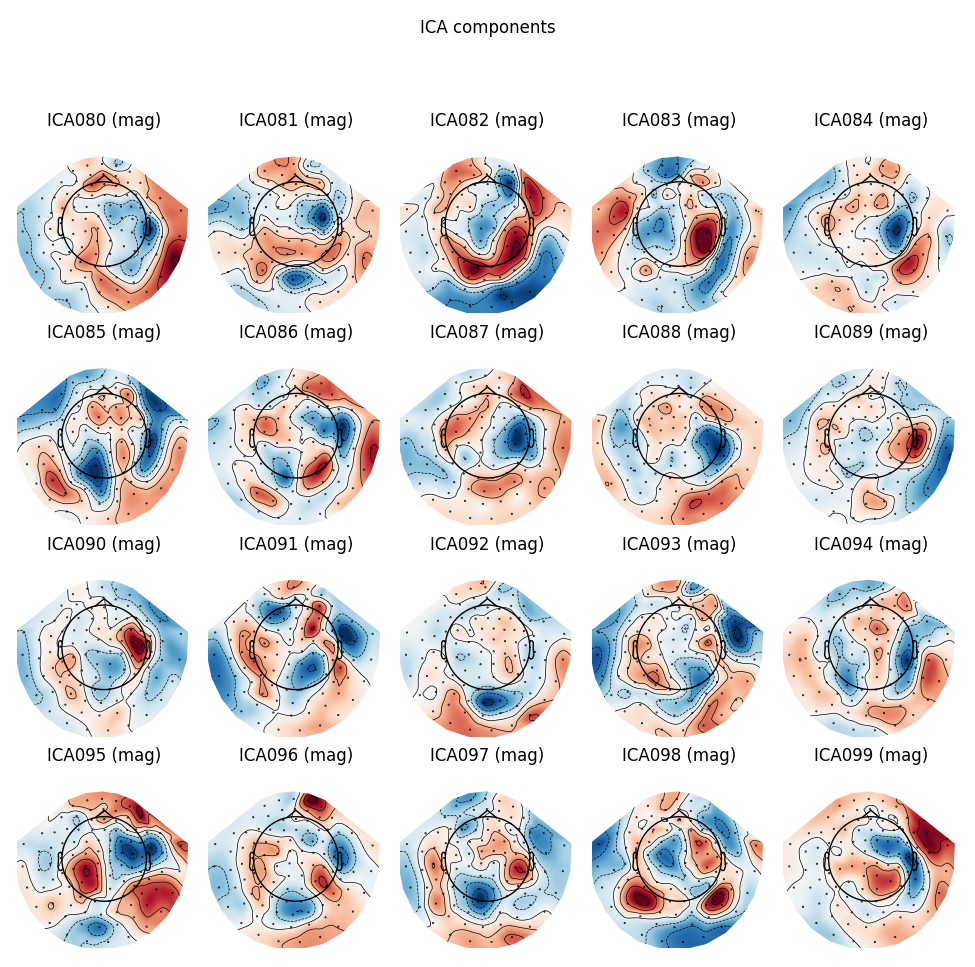 ICA components
ICA080 (mag) ICA081 (mag) ICA082 (mag) ICA083 (mag) ICA084 (mag)
ICA085 (mag) ICA086 (mag) ICA087 (mag) ICA088 (mag) ICA089 (mag)
ICA090 (mag) ICA091 (mag) ICA092 (mag) ICA093 (mag) ICA094 (mag)
ICA095 (mag) ICA096 (mag) ICA097 (mag) ICA098 (mag) ICA099 (mag)